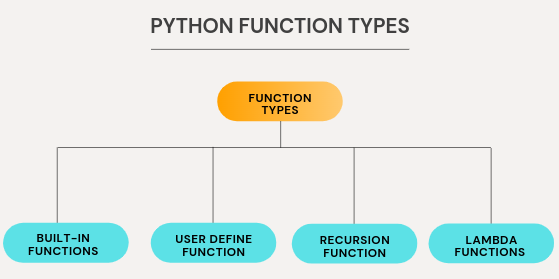 PYTHON FUNCTION TYPES
FUNCTION
TYPES
BUILT-IN
FUNCTIONS
USER DEFINE
FUNCTION
RECURSION
FUNCTION
LAMBDA
FUNCTIONS